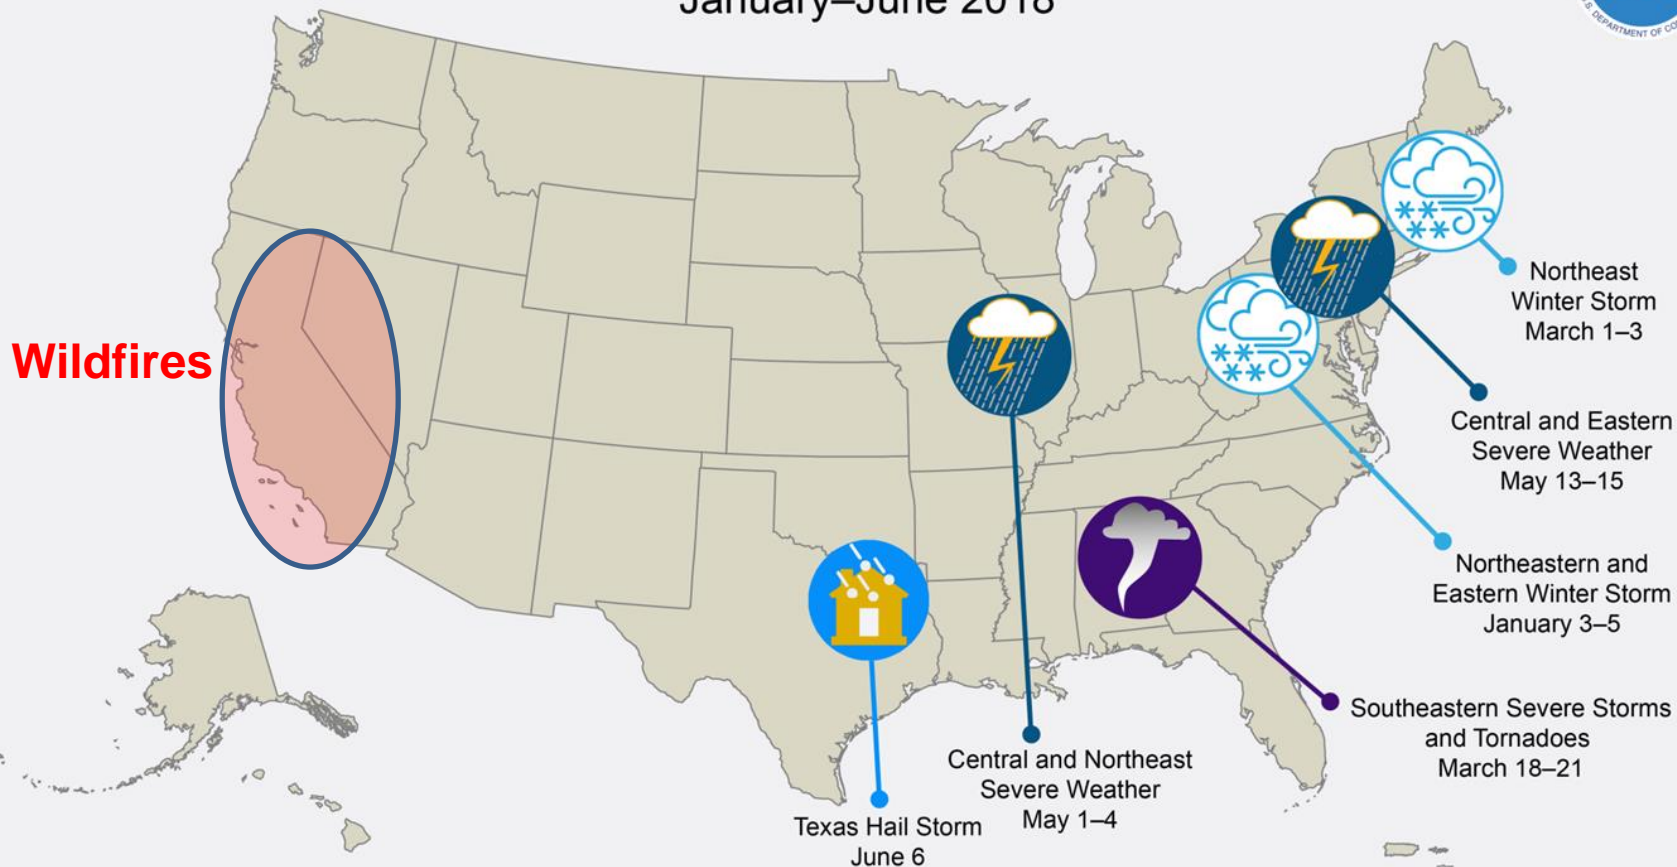 January–June 2018
U.S. DEPARTMENT OF
Wildfires
Northeast
Winter Storm
March 1–3
Central and Eastern
Severe Weather
May 13–15
Northeastern and
Eastern Winter Storm
January 3–5
Southeastern Severe Storms
and Tornadoes
March 18–21
Central and Northeast
Severe Weather
May 1–4
Texas Hail Storm
June 6